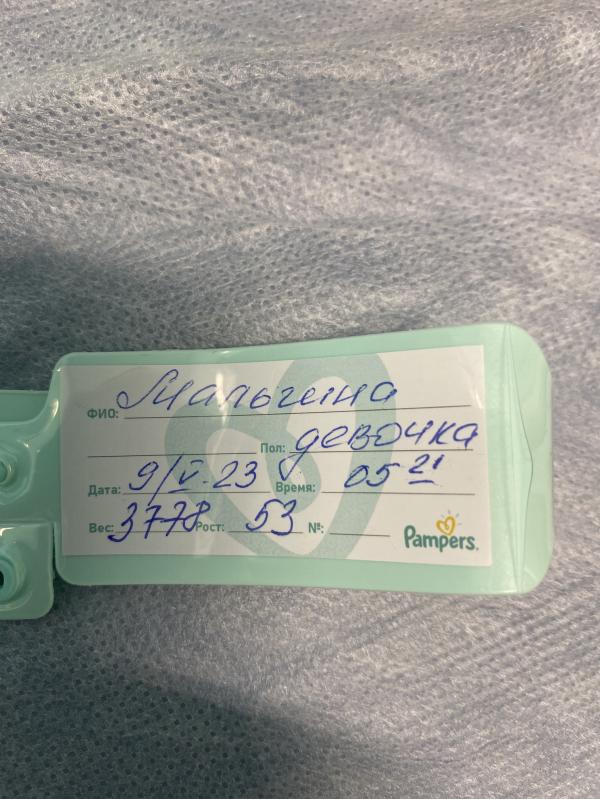 ФИО: Мальгина
Пол: девочка
Дата: 9/V.23 Время: 05 21
Вес: 3778 Рост: 53 №:
Pampers.